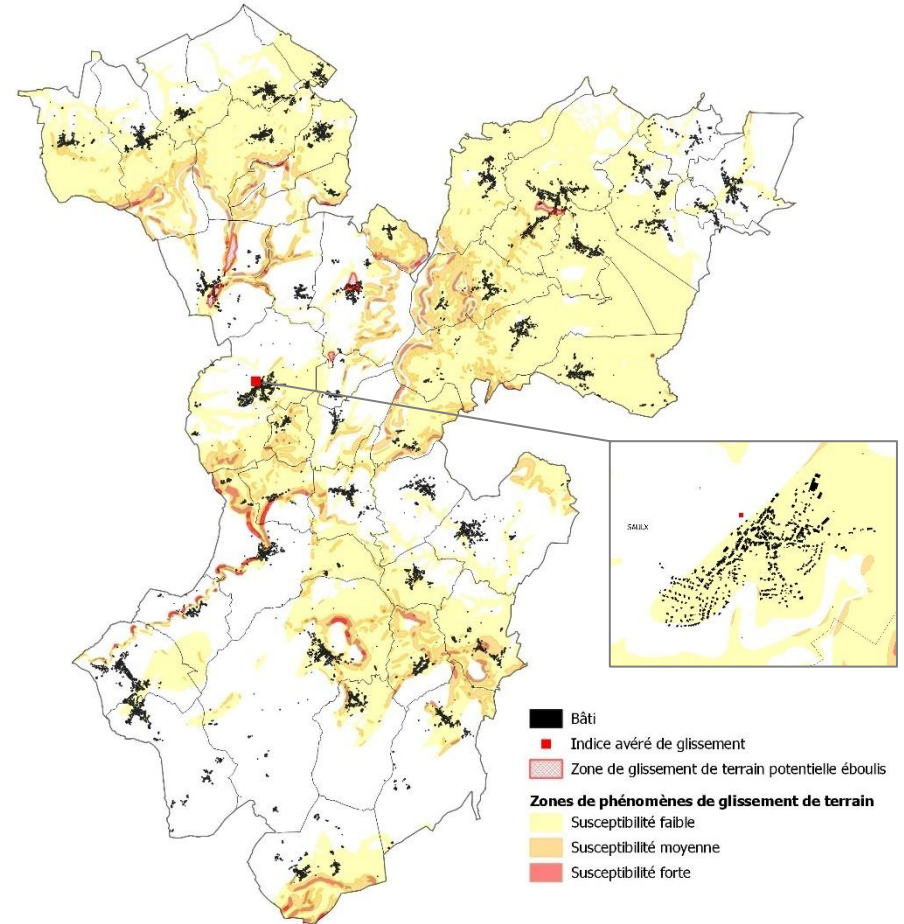 SAULX
Bâti
Indice avéré de glissement
Zone de glissement de terrain potentielle éboulis
Zones de phénomènes de glissement de terrain
Susceptibilité faible
Susceptibilité moyenne
Susceptibilité forte